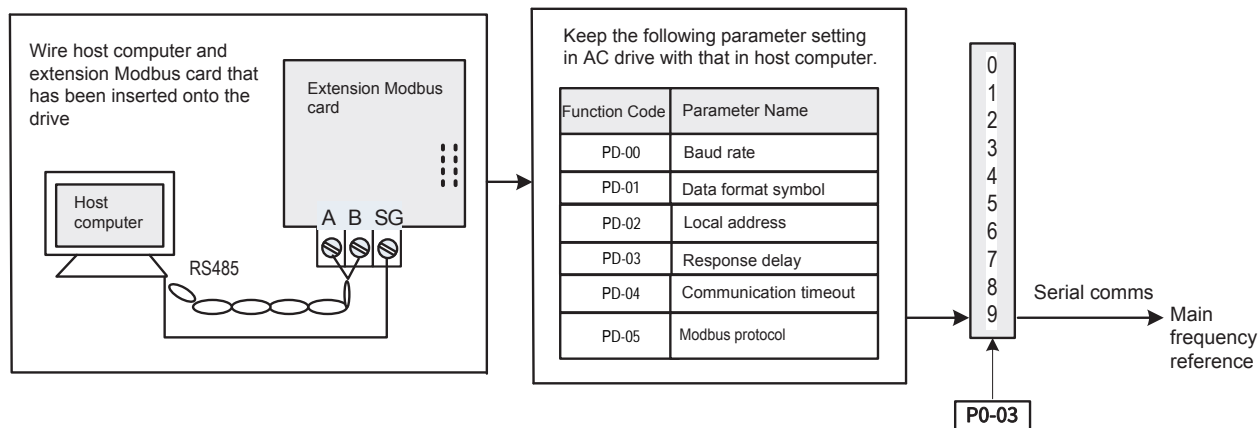 Wire host computer and
extension Modbus card that
has been inserted onto the
drive
Extension Modbus
card
A B SG
Host
computer
RS485
Keep the following parameter setting
in AC drive with that in host computer.
Function Code Parameter Name
PD-00 Baud rate
PD-01 Data format symbol
PD-02 Local address
PD-03 Response delay
PD-04 Communication timeout
PD-05 Modbus protocol
0
1
2
3
4
5
6
7
8
9
Serial comms
Main
frequency
reference
P0-03